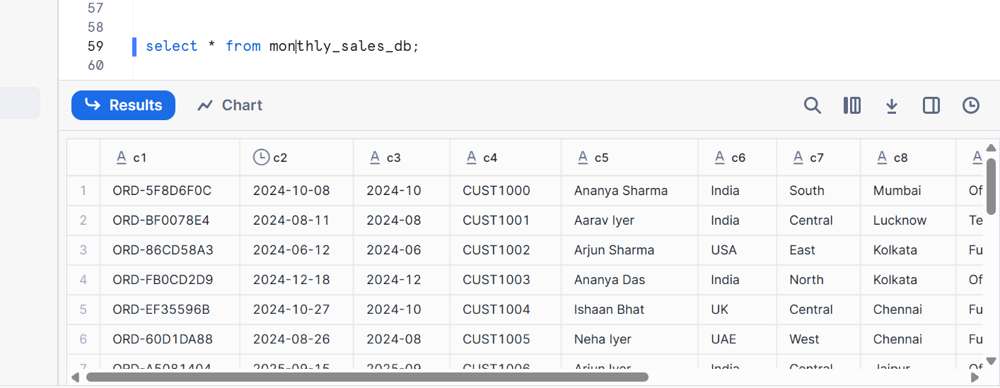 57
58
59 select * from monthly_sales_db;
60
Results Chart
c1 c2 c3 c4 c5 c6 c7 c8
1 ORD-5F8D6F0C 2024-10-08 2024-10 CUST1000 Ananya Sharma India South Mumbai Of
2 ORD-BF0078E4 2024-08-11 2024-08 CUST1001 Aarav Iyer India Central Lucknow Te
3 ORD-86CD58A3 2024-06-12 2024-06 CUST1002 Arjun Sharma USA East Kolkata Fu
4 ORD-FB0CD2D9 2024-12-18 2024-12 CUST1003 Ananya Das India North Kolkata Of
5 ORD-EF35596B 2024-10-27 2024-10 CUST1004 Ishaan Bhat UK Central Chennai Fu
6 ORD-60D1DA88 2024-08-26 2024-08 CUST1005 Neha Iyer UAE West Chennai Fu
7 ORD-A5081404 2025-09-15 2025-09 CUST1006 Arjun Iyer India Central Jaipur Of